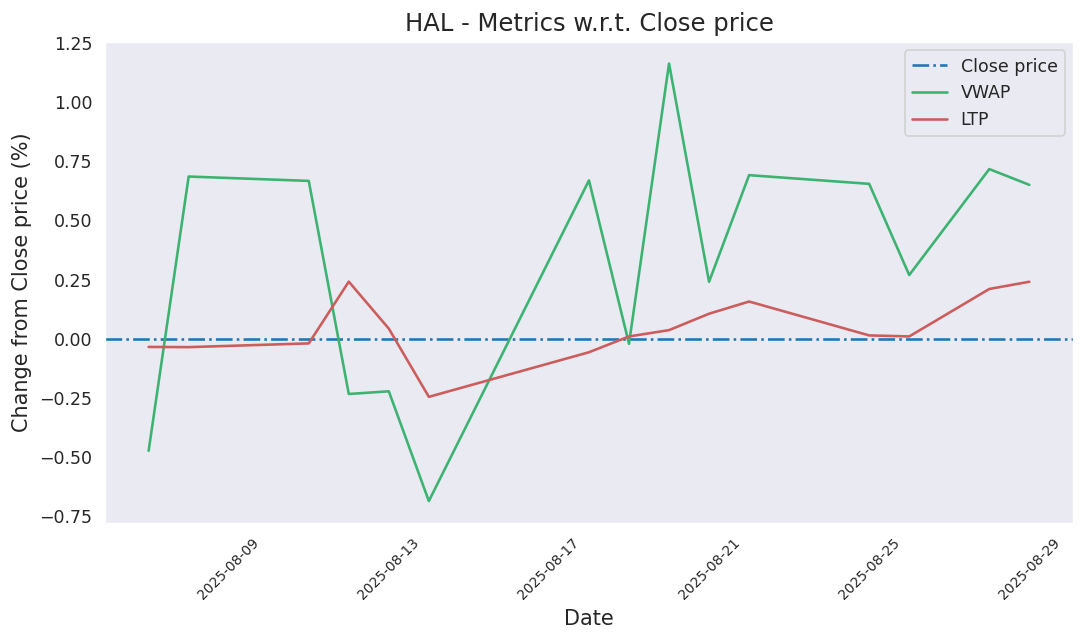 HAL - Metrics w.r.t. Close price
Close price
VWAP
LTP
Change from Close price (%)
1.25
1.00
0.75
0.50
0.25
0.00
−0.25
−0.50
−0.75
2025-08-09
2025-08-13
2025-08-17
2025-08-21
2025-08-25
2025-08-29
Date